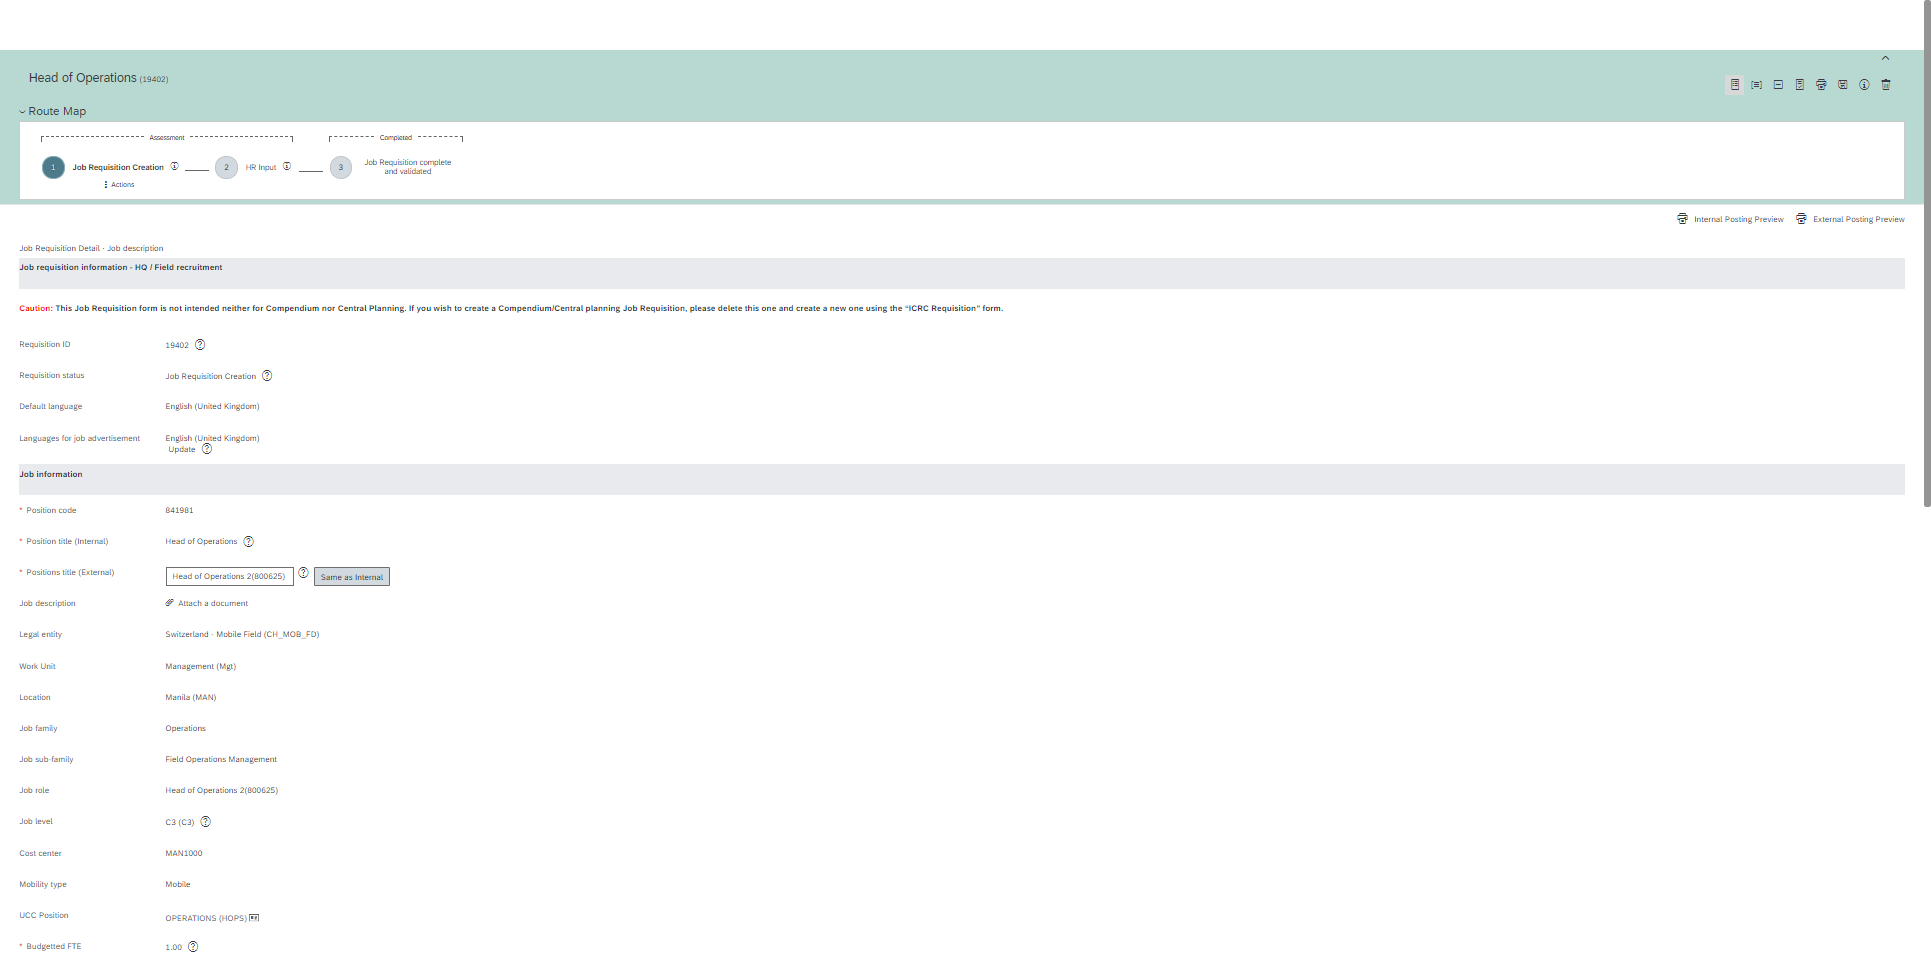 Head of Operations (19402)
Route Map
Assessment
Completed
1 Job Requisition Creation
2 HR Input
3 Job Requisition complete
and validated
Actions
Internal Posting Preview External Posting Preview
Job Requisition Detail - Job description
Job requisition information - HQ / Field recruitment
Caution: This Job Requisition form is not intended neither for Compendium nor Central Planning. If you wish to create a Compendium/Central planning Job Requisition, please delete this one and create a new one using the "ICRC Requisition" form.
Requisition ID 19402
Requisition status Job Requisition Creation
Default language English (United Kingdom)
Languages for job advertisement English (United Kingdom)
Update
Job information
* Position code 841981
* Position title (Internal) Head of Operations
* Positions title (External) Head of Operations 2(800625) Same as Internal
Job description Attach a document
Legal entity Switzerland - Mobile Field (CH_MOB_FD)
Work Unit Management (Mgt)
Location Manila (MAN)
Job family Operations
Job sub-family Field Operations Management
Job role Head of Operations 2(800625)
Job level C3 (C3)
Cost center MAN1000
Mobility type Mobile
UCC Position OPERATIONS (HOPS)
* Budgetted FTE 1.00